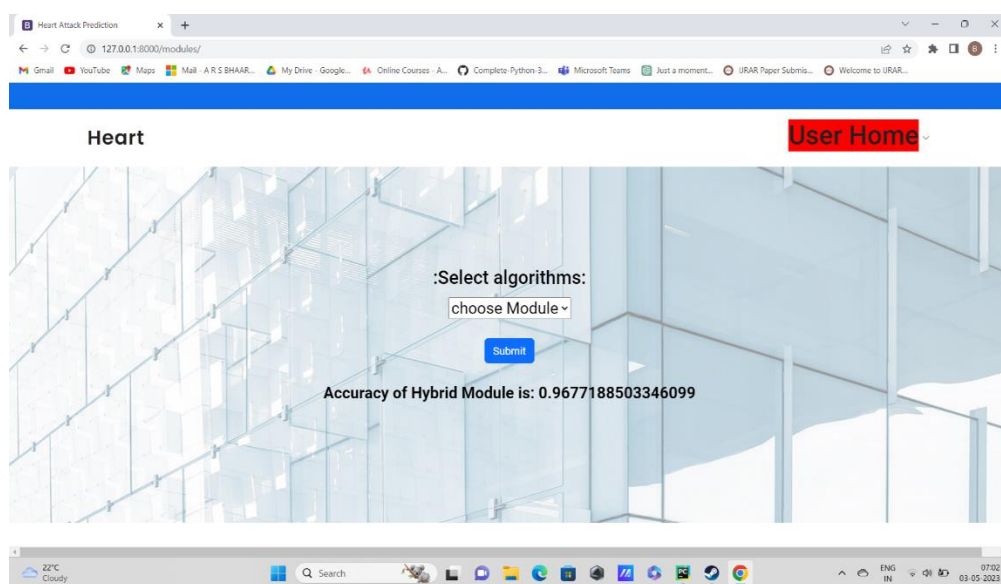 Heart Attack Prediction
127.0.0.1:8000/modules/
Gmail YouTube Maps Mail - A R S BHAAR... My Drive - Google... Online Courses - A... Complete-Python-3... Microsoft Teams Just a moment... IJRAR Paper Submis... Welcome to IJRAR...
Heart
User Home
:Select algorithms:
choose Module
Submit
Accuracy of Hybrid Module is: 0.9677188503346099
22°C
Cloudy
Search
ENG
IN
07:02
03-05-2023